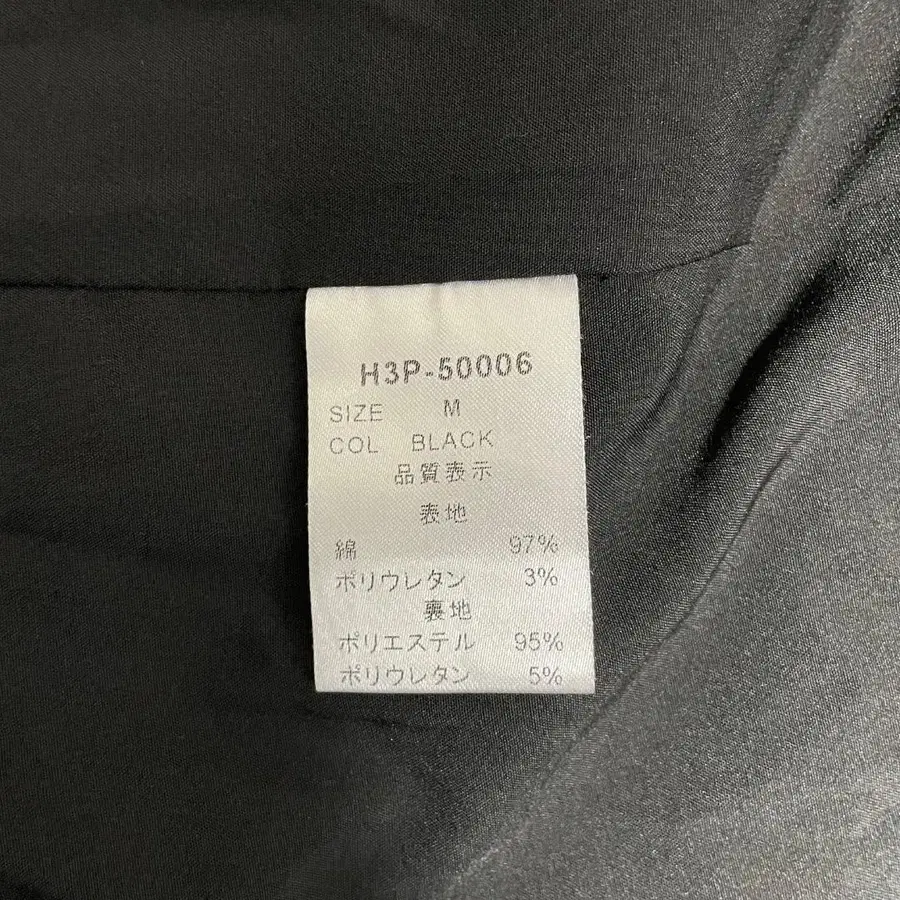 H3P-50006
SIZE M
COL BLACK
品質表示
表地
綿 97%
ポリウレタン 3%
裏地
ポリエステル 95%
ポリウレタン 5%